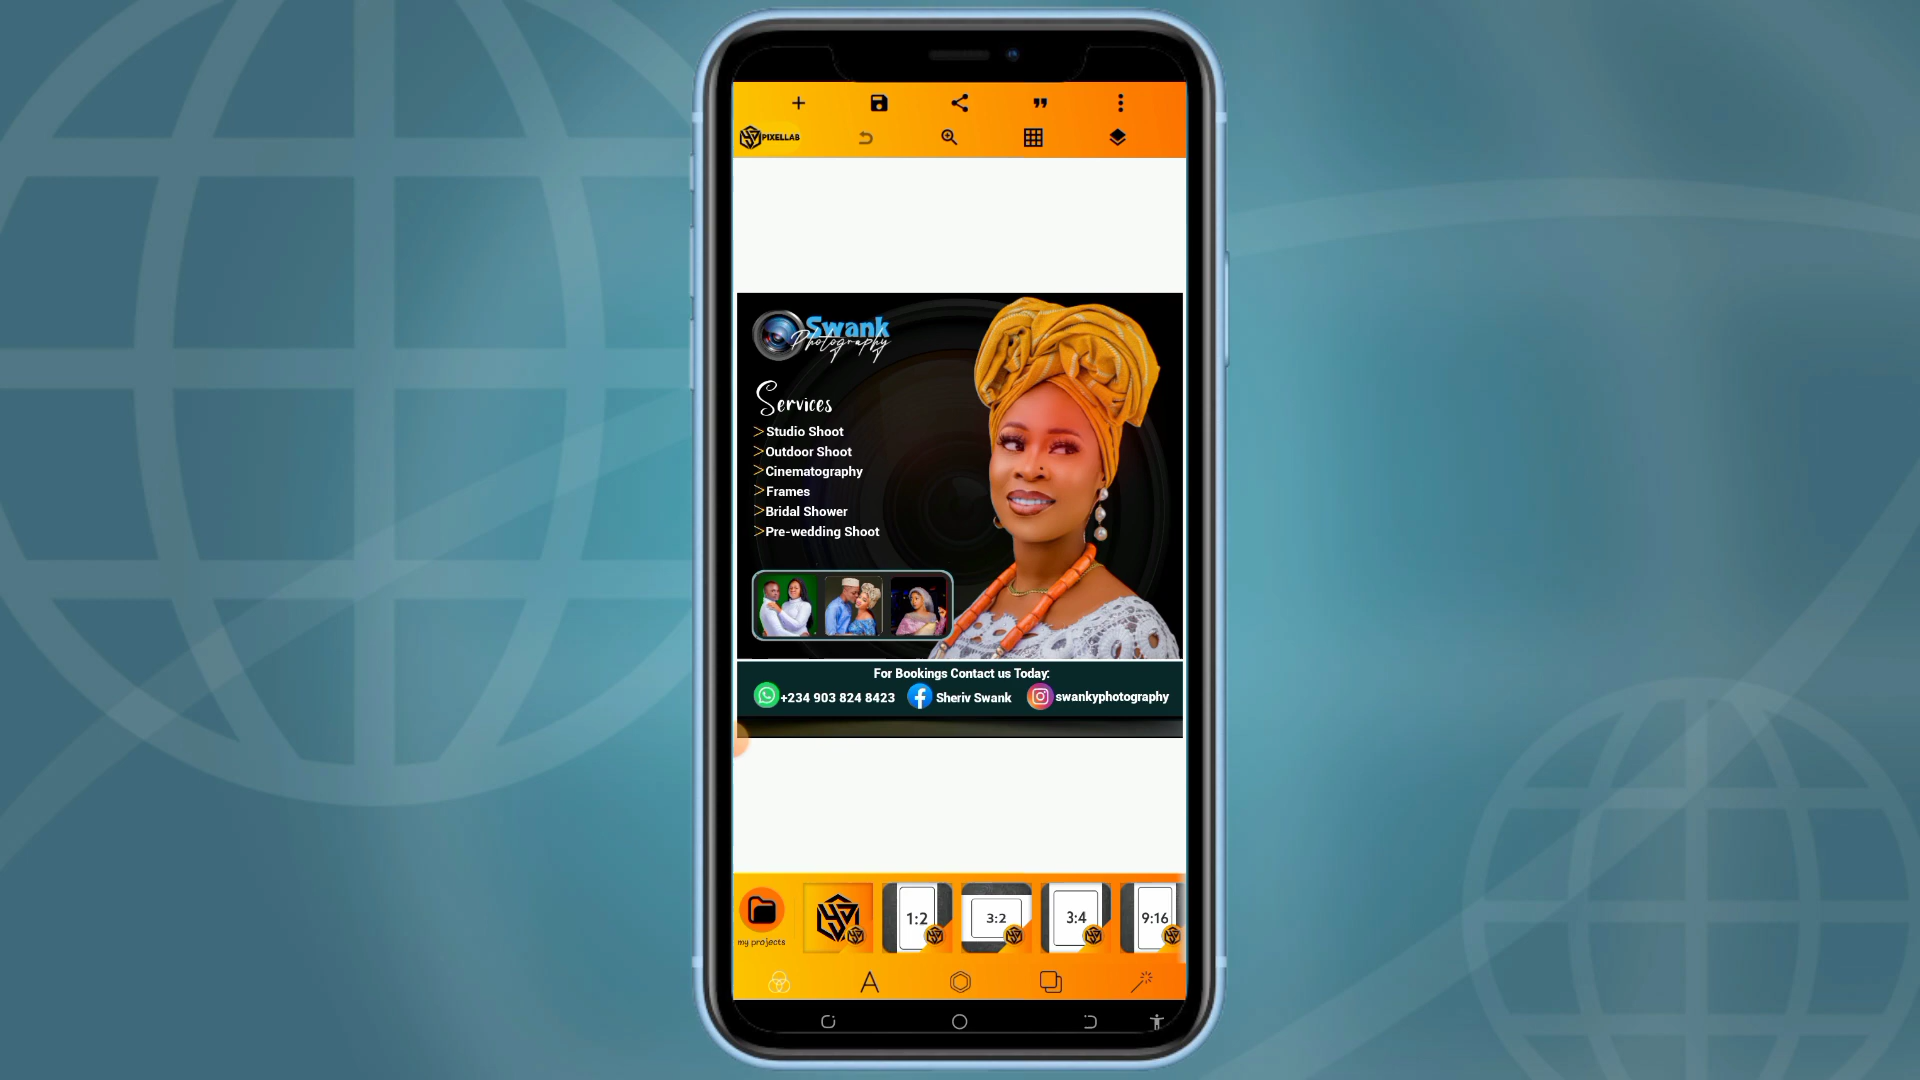 PIXELLAB
Swank
Photography
Services
>Studio Shoot
>Outdoor Shoot
>Cinematography
>Frames
>Bridal Shower
>Pre-wedding Shoot
For Bookings Contact us Today:
+234 903 824 8423 Sheriv Swank swankyphotography
my projects
1:2 3:2 3:4 9:16